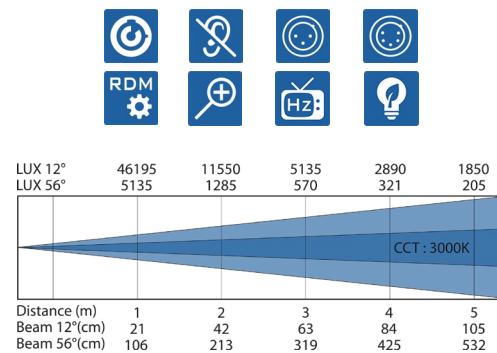 RDM
Hz
LUX 12° 46195 11550 5135 2890 1850
LUX 56° 5135 1285 570 321 205
CCT : 3000K
Distance (m) 1 2 3 4 5
Beam 12°(cm) 21 42 63 84 105
Beam 56°(cm) 106 213 319 425 532